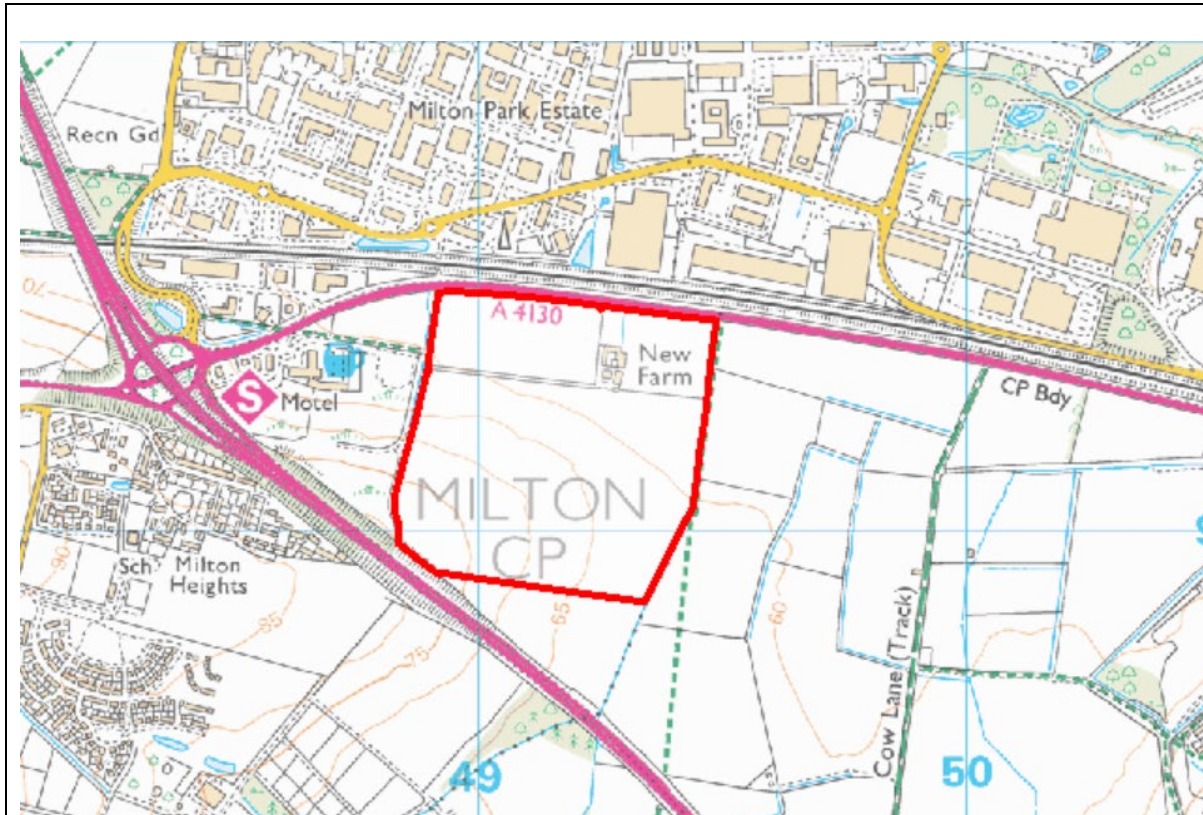 Recn Gd
Milton Park Estate
A 4130
New
Farm
CP Bdy
S
Motel
MILTON
CP
Sch
Milton
Heights
90
85
75
65
60
Cow Lane (Track)
49
50